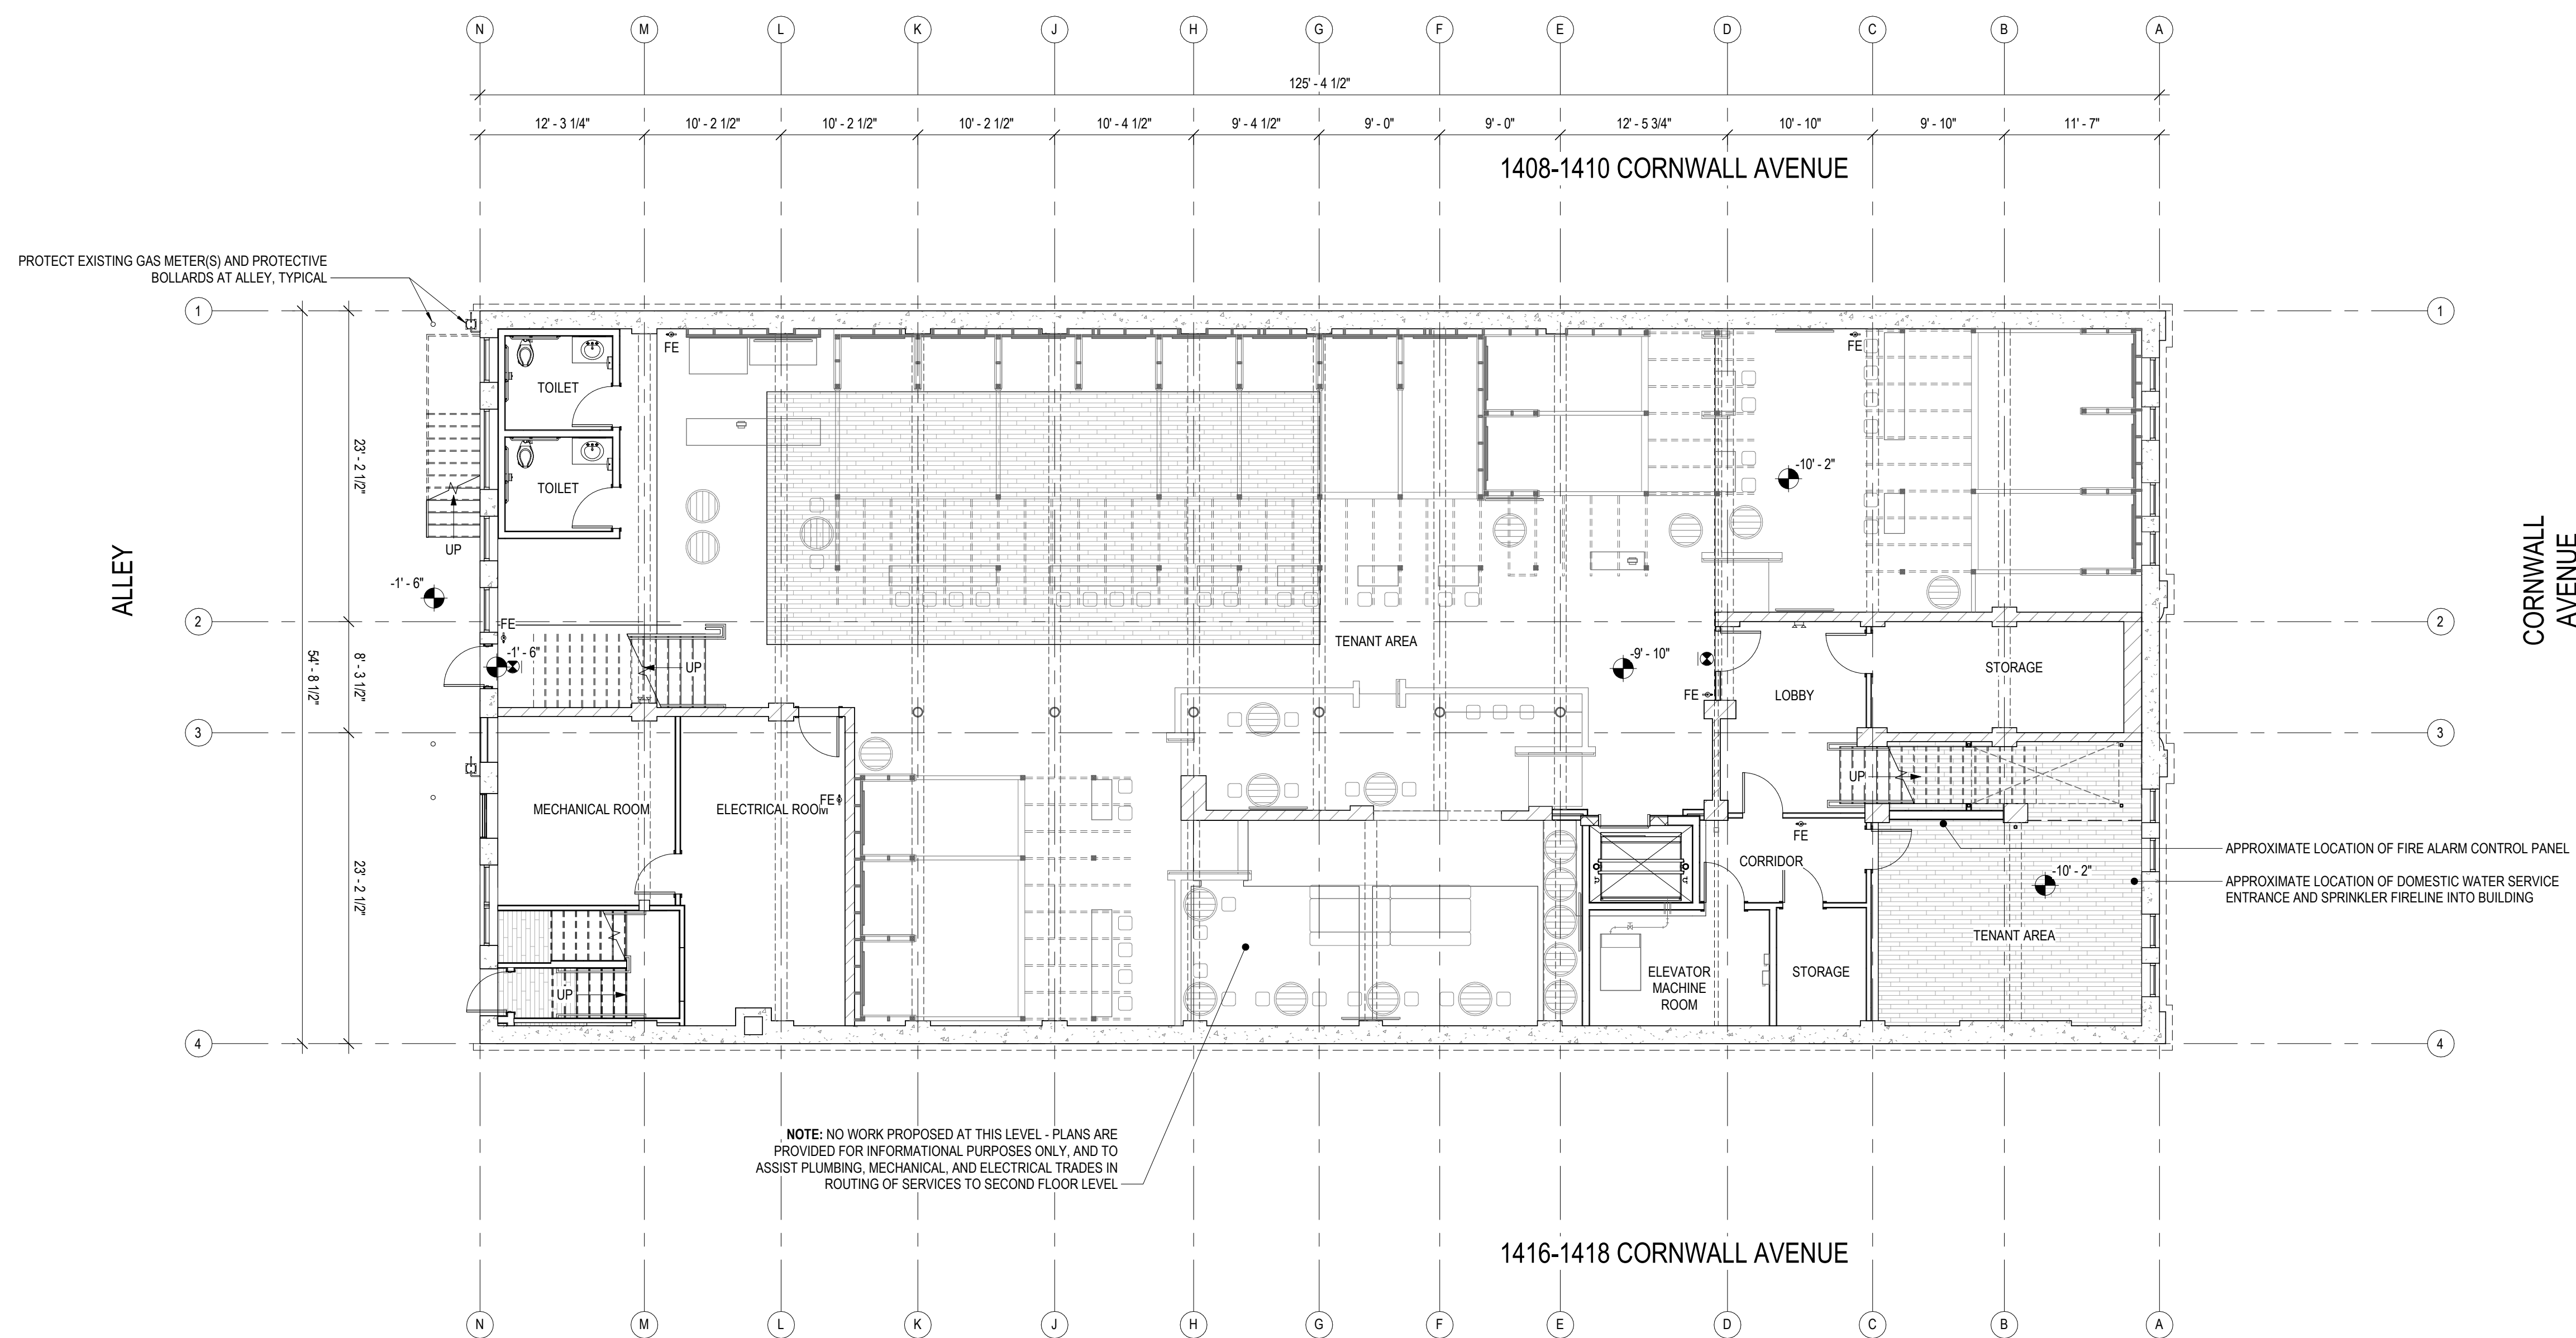 N M L K J H G F E D C B A
125' - 4 1/2"
12' - 3 1/4" 10' - 2 1/2" 10' - 2 1/2" 10' - 2 1/2" 10' - 4 1/2" 9' - 4 1/2" 9' - 0" 9' - 0" 12' - 5 3/4" 10' - 10" 9' - 10" 11' - 7"
1408-1410 CORNWALL AVENUE
PROTECT EXISTING GAS METER(S) AND PROTECTIVE
BOLLARDS AT ALLEY, TYPICAL
1 1
FE FE
TOILET
23' - 2 1/2"
-10' - 2"
TOILET
UP
ALLEY
-1' - 6"
CORNWALL
AVENUE
2 FE 2
TENANT AREA
54' - 8 1/2"
8' - 3 1/2"
-1' - 6"
UP
-9' - 10"
STORAGE
FE
LOBBY
3 3
UP
MECHANICAL ROOM
ELECTRICAL ROOM
FE
FE
APPROXIMATE LOCATION OF FIRE ALARM CONTROL PANEL
CORRIDOR
23' - 2 1/2"
-10' - 2"
APPROXIMATE LOCATION OF DOMESTIC WATER SERVICE
ENTRANCE AND SPRINKLER FIRELINE INTO BUILDING
TENANT AREA
ELEVATOR
MACHINE
ROOM
STORAGE
UP
4 4
NOTE: NO WORK PROPOSED AT THIS LEVEL - PLANS ARE
PROVIDED FOR INFORMATIONAL PURPOSES ONLY, AND TO
ASSIST PLUMBING, MECHANICAL, AND ELECTRICAL TRADES IN
ROUTING OF SERVICES TO SECOND FLOOR LEVEL
1416-1418 CORNWALL AVENUE
N M L K J H G F E D C B A